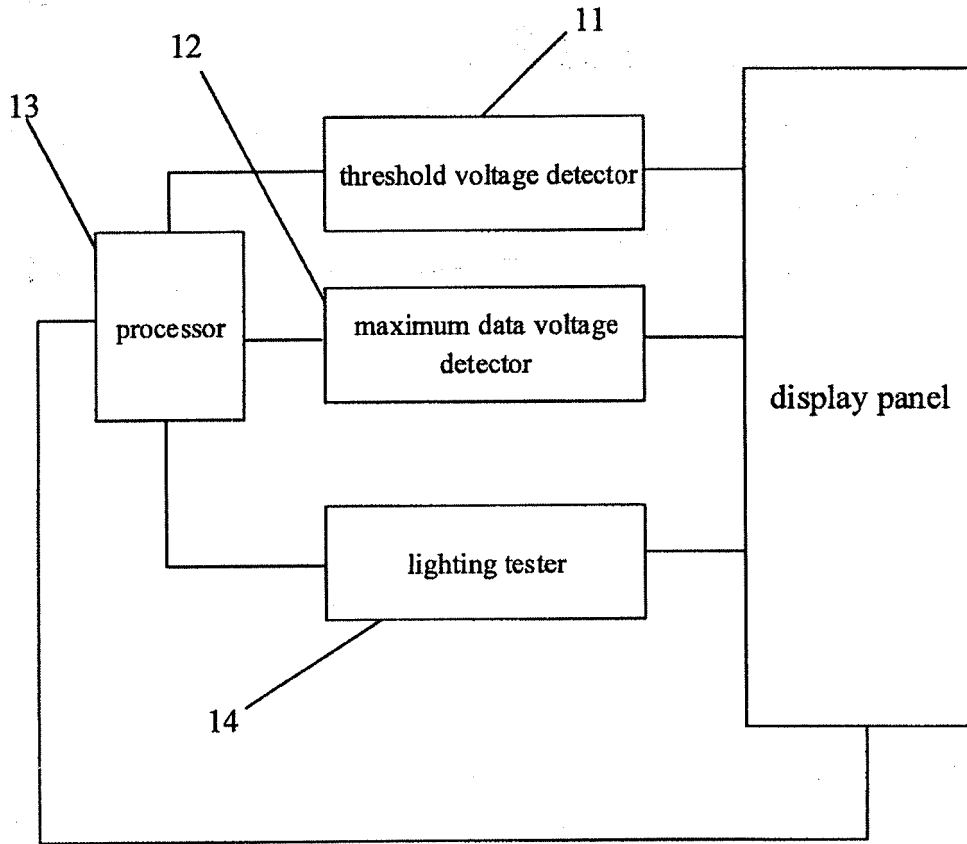 11
12
13
threshold voltage detector
processor
maximum data voltage
detector
display panel
lighting tester
14